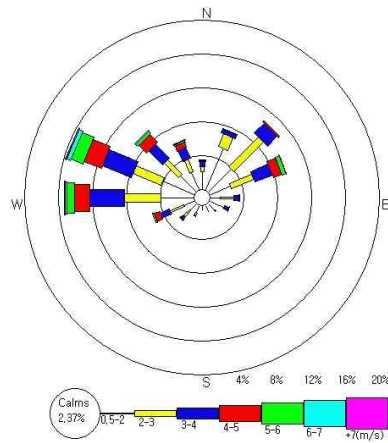 N
W
E
S
4% 8% 12% 16% 20%
Calms
2,37%
0,5-2
2-3
3-4
4-5
5-6
6-7
+7(m/s)